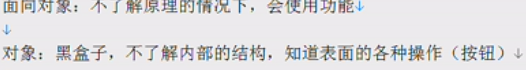 面向对象：不了解原理的情况下，会使用功能↓
↓
对象：黑盒子，不了解内部的结构，知道表面的各种操作（按钮）↓